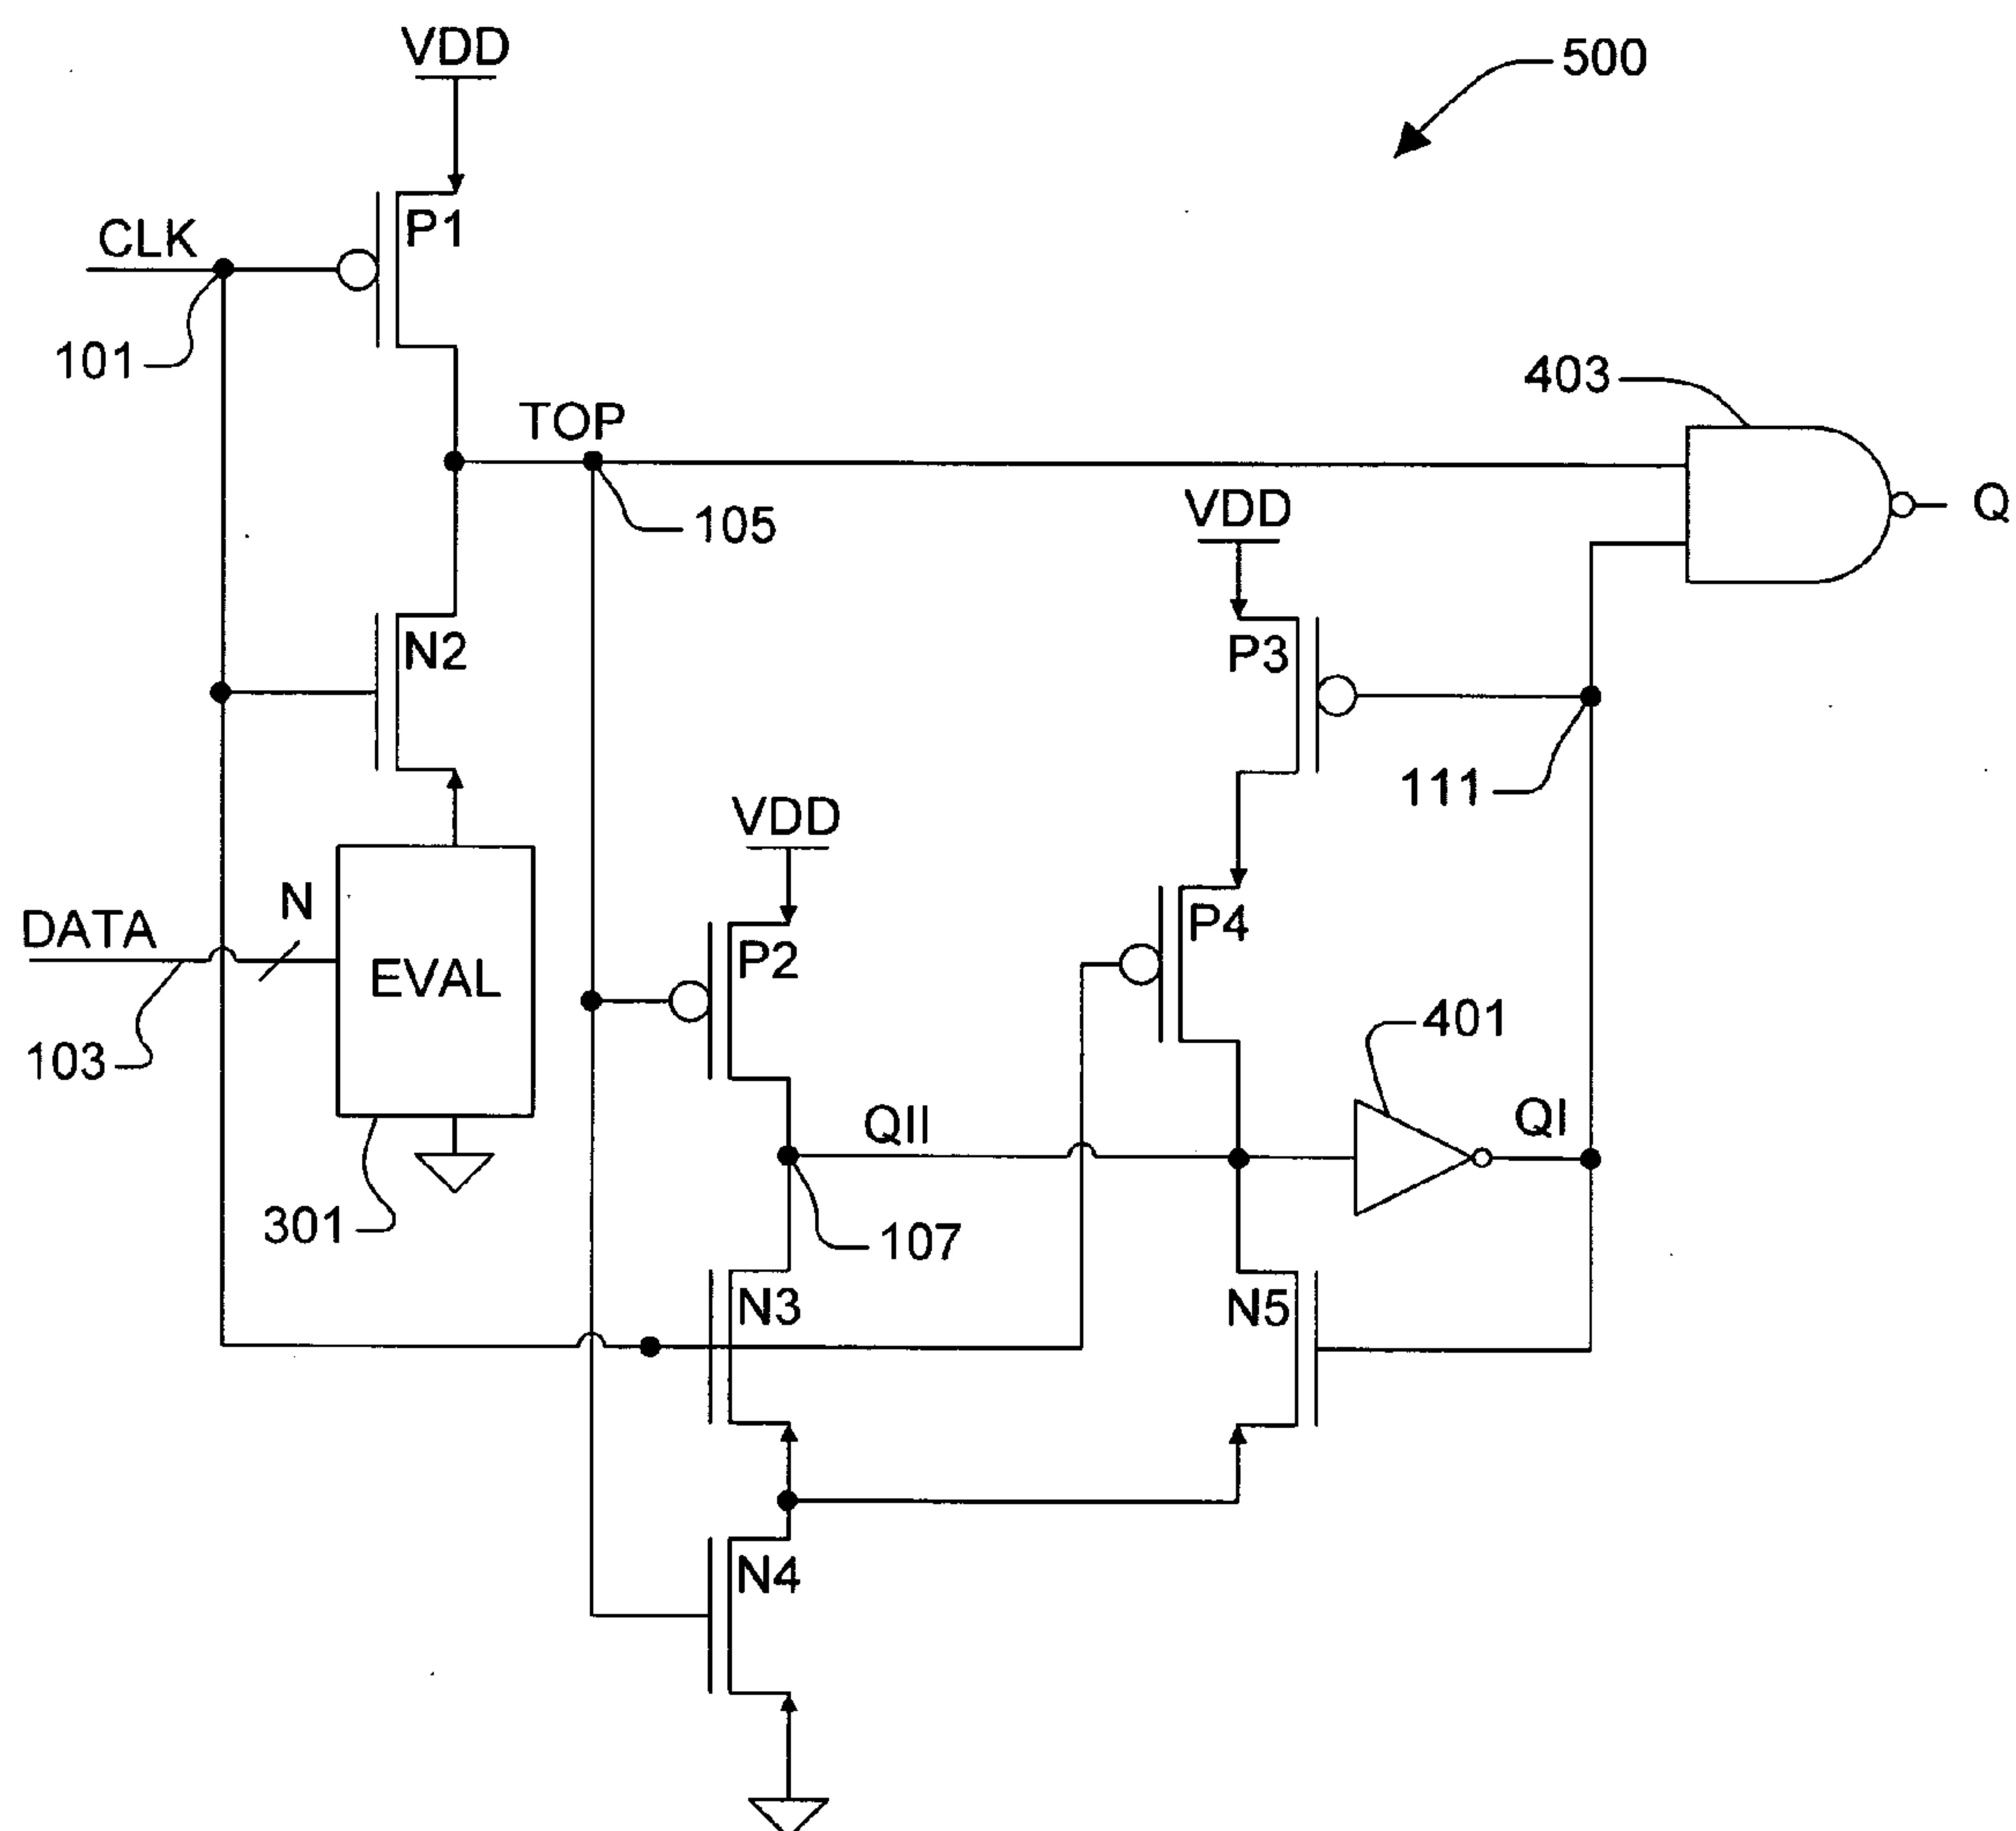 VDD
500
P1
CLK
101
TOP
403
105
VDD
Q
N2
P3
111
VDD
N
DATA
EVAL
P2
P4
103
401
QII
QI
301
107
N3
N5
N4